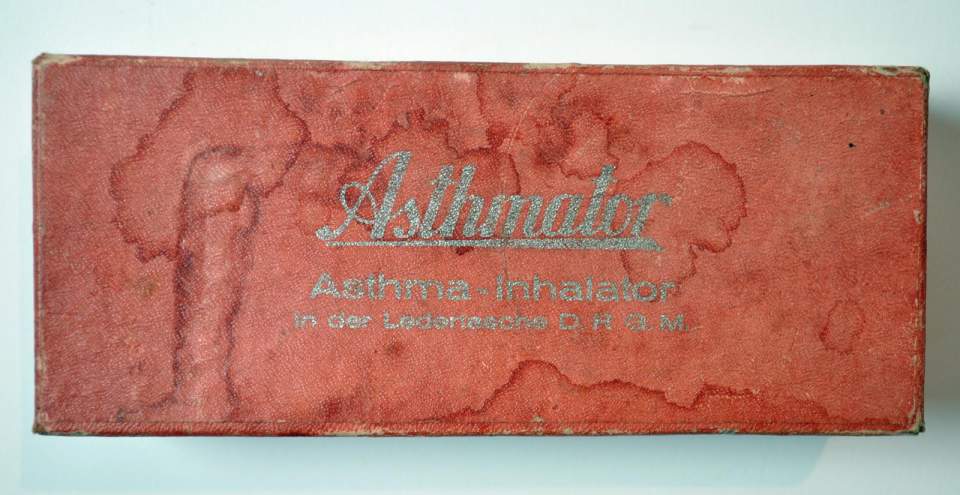 Asthmator
Asthma-Inhalator
in der Ledertasche D. R. G. M.